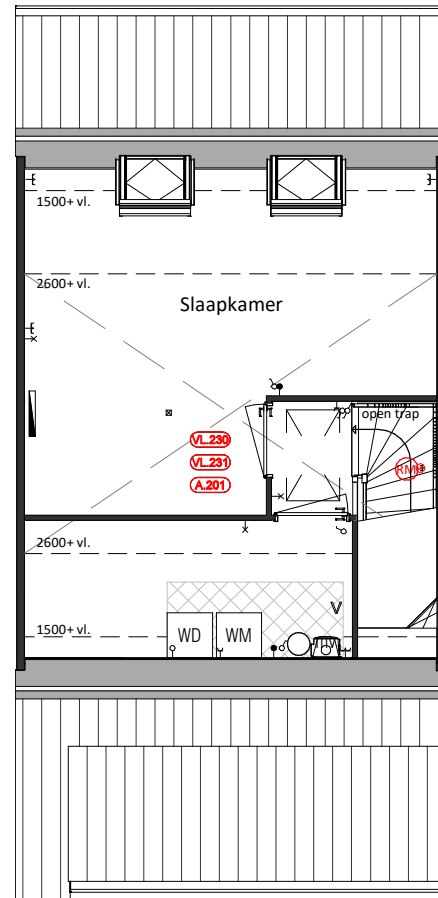 1500+ vl.
2600+ vl.
Slaapkamer
open trap
VL.230
VL.231
A.201
RM
2600+ vl.
V
1500+ vl.
WD
WM